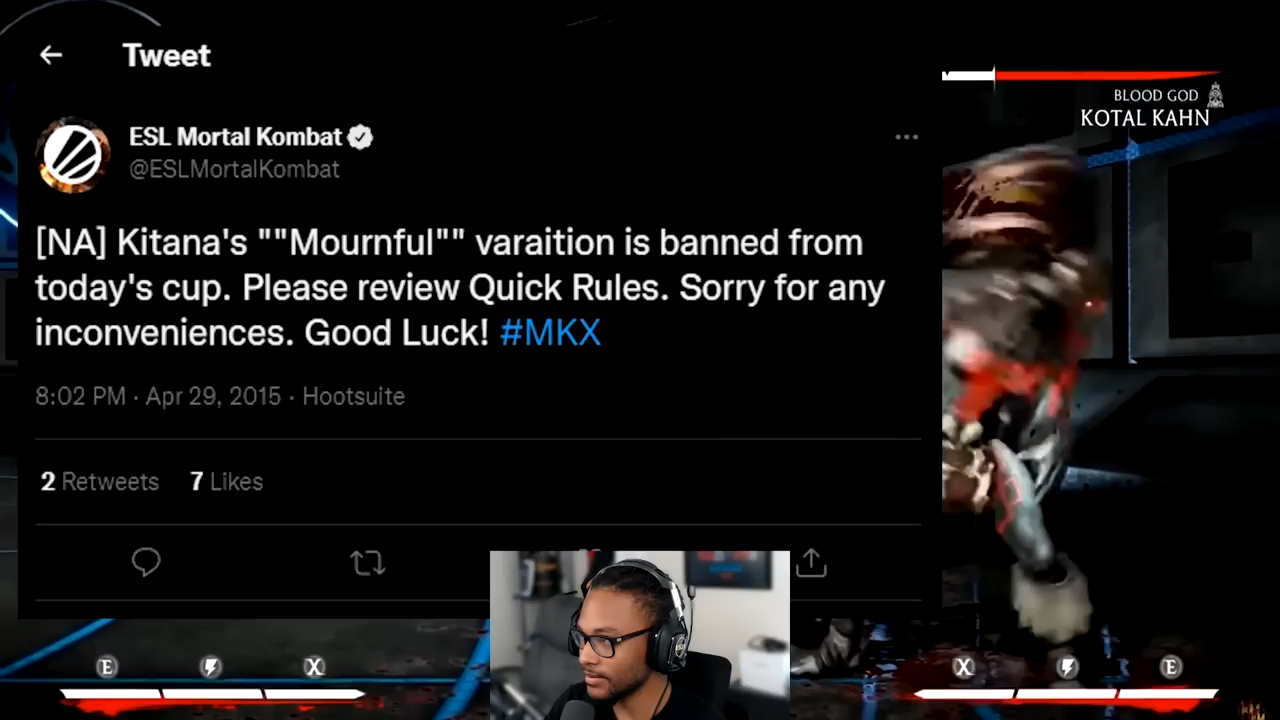 Tweet
ESL Mortal Kombat
@ESLMortalKombat
[NA] Kitana's ""Mournful"" varaition is banned from
today's cup. Please review Quick Rules. Sorry for any
inconveniences. Good Luck! #MKX
8:02 PM · Apr 29, 2015 · Hootsuite
2 Retweets 7 Likes
BLOOD GOD
KOTAL KAHN
E
X
X
E